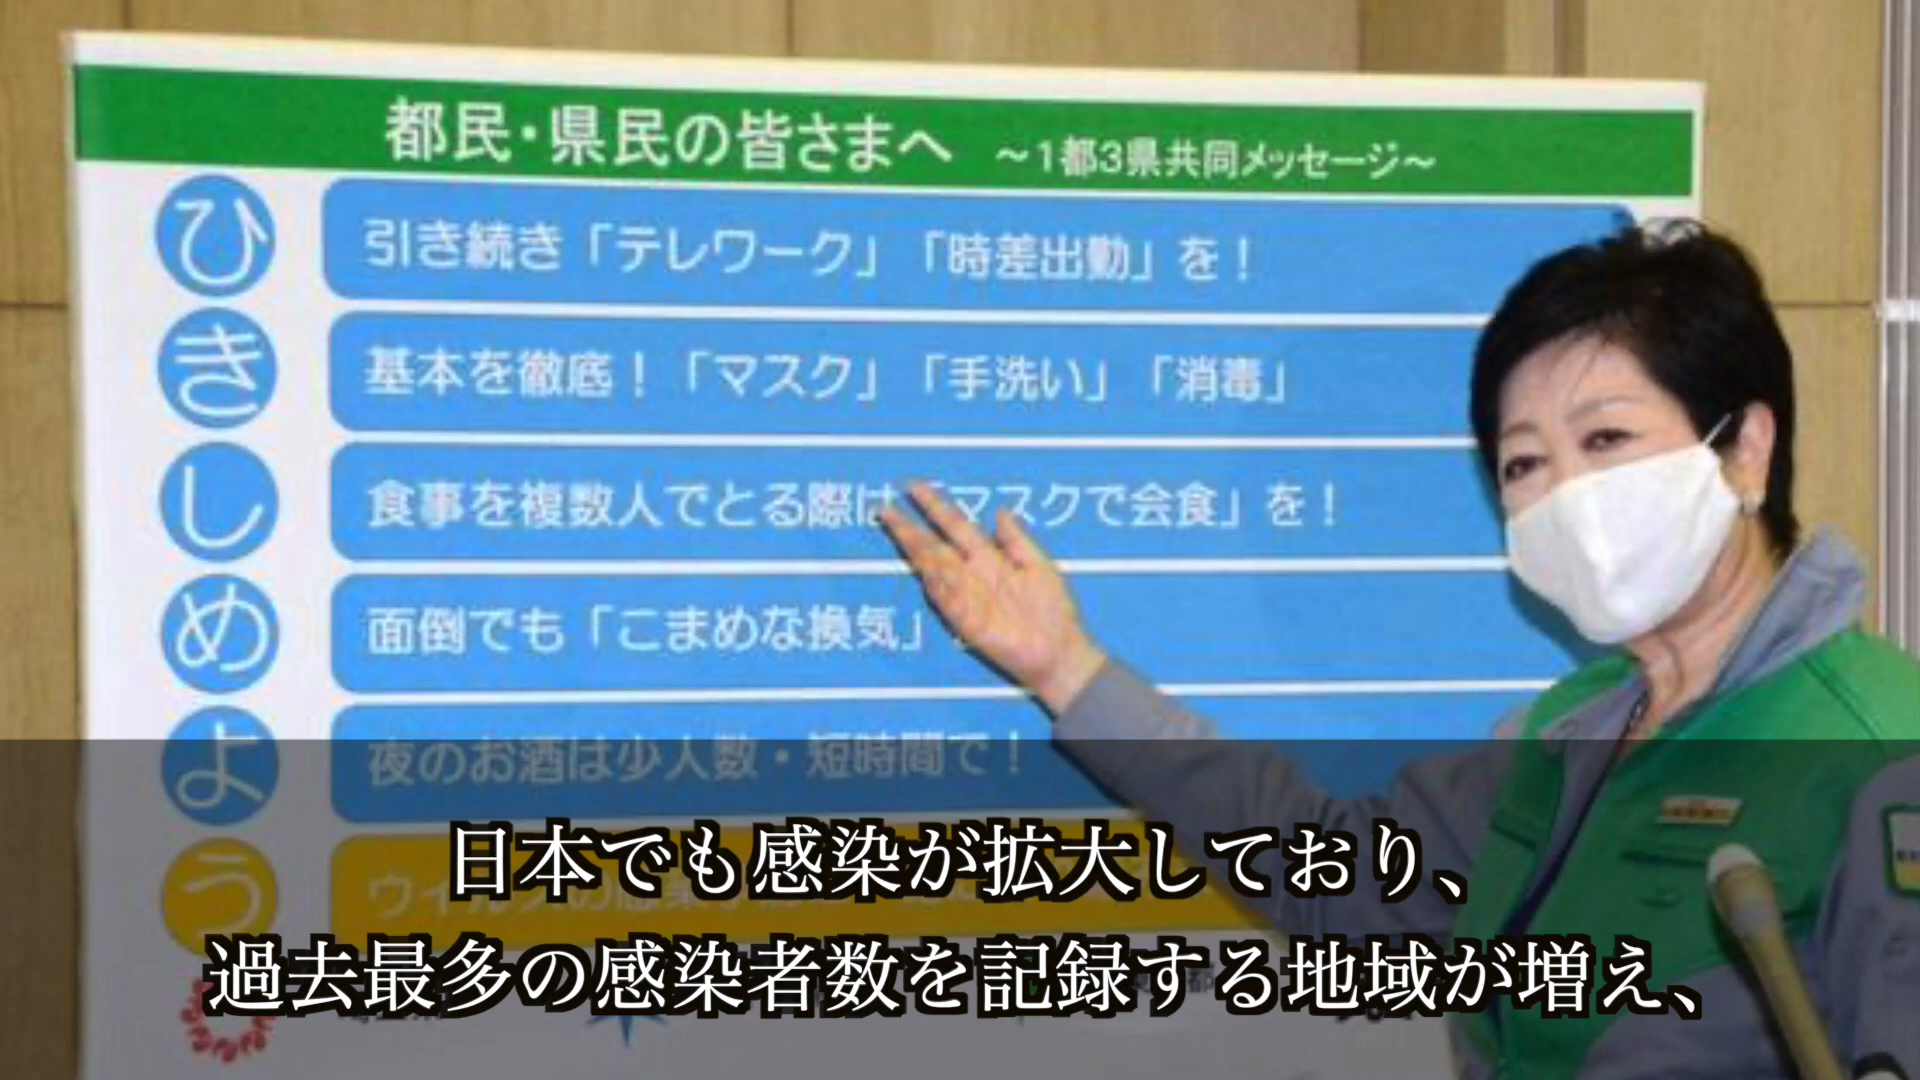 都民・県民の皆さまへ ～1都3県共同メッセージ～
ひ 引き続き「テレワーク」「時差出勤」を！
き 基本を徹底！「マスク」「手洗い」「消毒」
し 食事を複数人でとる際は「マスクで会食」を！
め 面倒でも「こまめな換気」
よ 夜のお酒は少人数・短時間で！
う
日本でも感染が拡大しており、
過去最多の感染者数を記録する地域が増え、